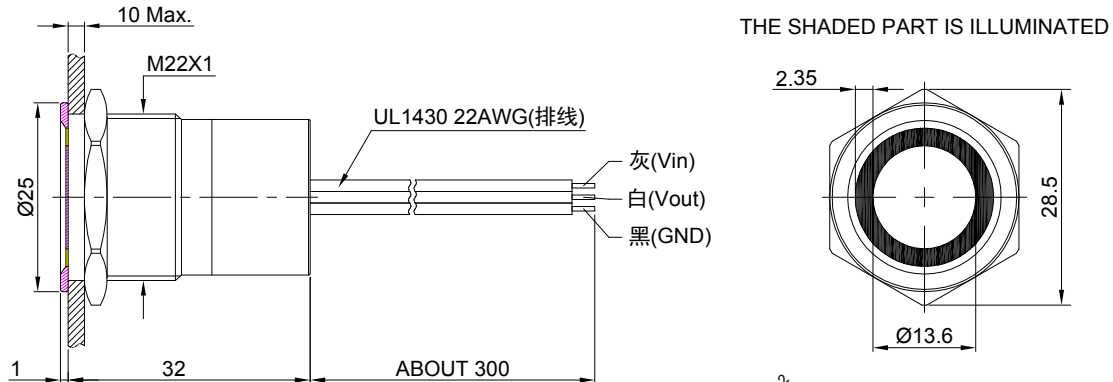 10 Max.
THE SHADED PART IS ILLUMINATED
M22X1
2.35
UL1430 22AWG(排线)
灰(Vin)
白(Vout)
黑(GND)
Ø25
28.5
Ø13.6
1
32
ABOUT 300